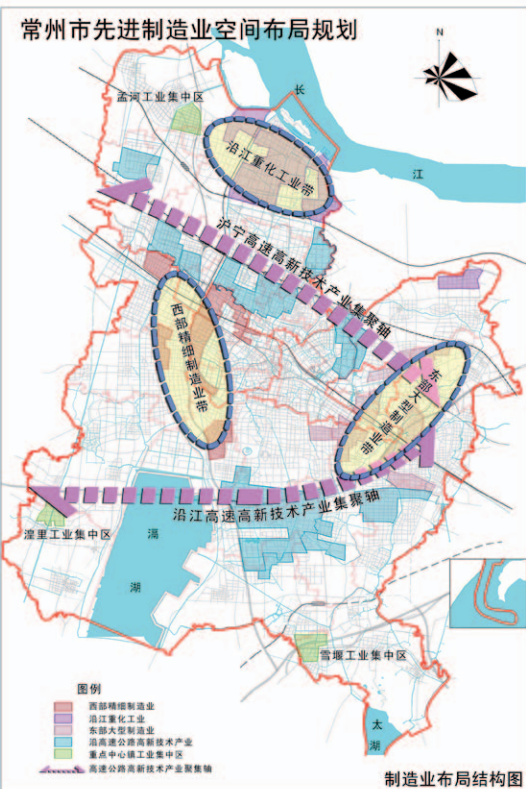 常州市先进制造业空间布局规划
N
孟河工业集中区
长
江
沿江重化工业带
沪宁高速高新技术产业集聚轴
西部精细制造业带
东部大型制造业带
沿江高速高新技术产业集聚轴
湟里工业集中区
滆
湖
雪堰工业集中区
太
湖
图例
西部精细制造业
沿江重化工业
东部大型制造业
沿高速公路高新技术产业
重点中心镇工业集中区
高速公路高新技术产业聚集轴
制造业布局结构图